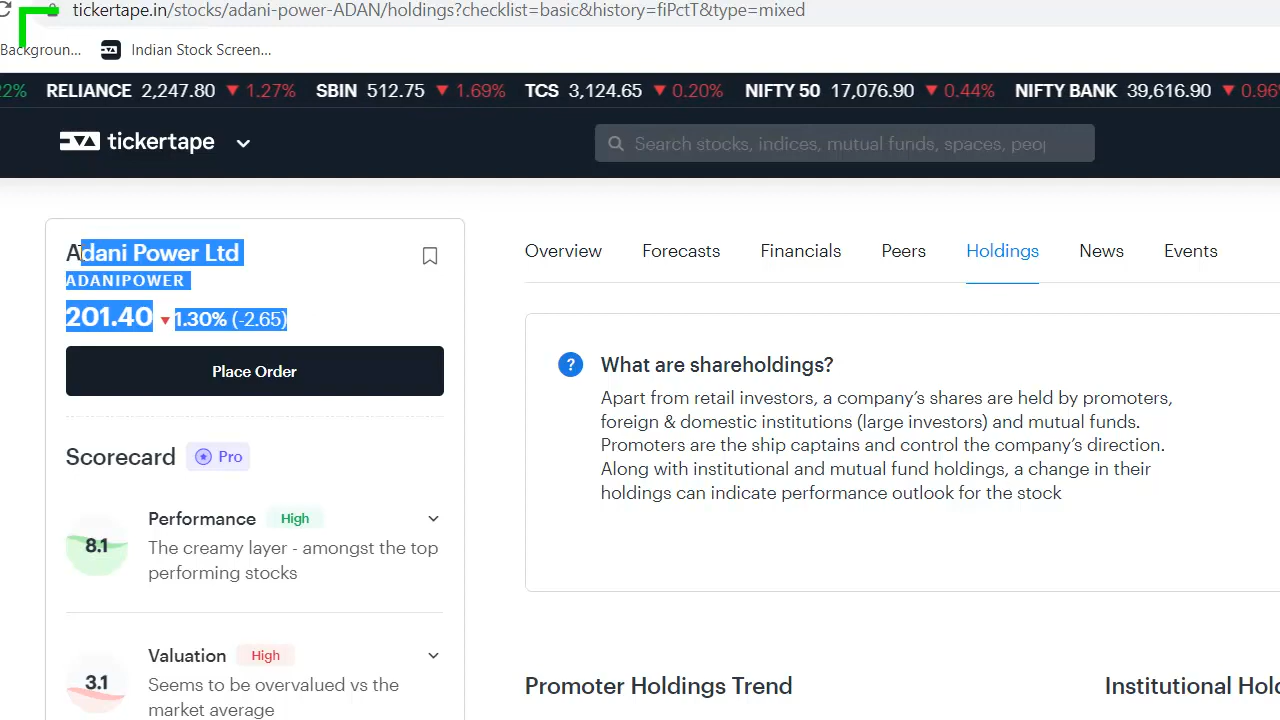 tickertape.in/stocks/adani-power-ADAN/holdings?checklist=basic&history=fiPctT&type=mixed
Backgroun... Indian Stock Screen...
22% RELIANCE 2,247.80 ▼ 1.27% SBIN 512.75 ▼ 1.69% TCS 3,124.65 ▼ 0.20% NIFTY 50 17,076.90 ▼ 0.44% NIFTY BANK 39,616.90 ▼ 0.96%
tickertape
Search stocks, indices, mutual funds, spaces, peo
Adani Power Ltd
ADANIPOWER
201.40 ▼ 1.30% (-2.65)
Place Order
Scorecard Pro
Performance High
8.1
The creamy layer - amongst the top
performing stocks
Valuation High
3.1
Seems to be overvalued vs the
market average
Overview Forecasts Financials Peers Holdings News Events
? What are shareholdings?
Apart from retail investors, a company’s shares are held by promoters,
foreign & domestic institutions (large investors) and mutual funds.
Promoters are the ship captains and control the company’s direction.
Along with institutional and mutual fund holdings, a change in their
holdings can indicate performance outlook for the stock
Promoter Holdings Trend
Institutional Hold